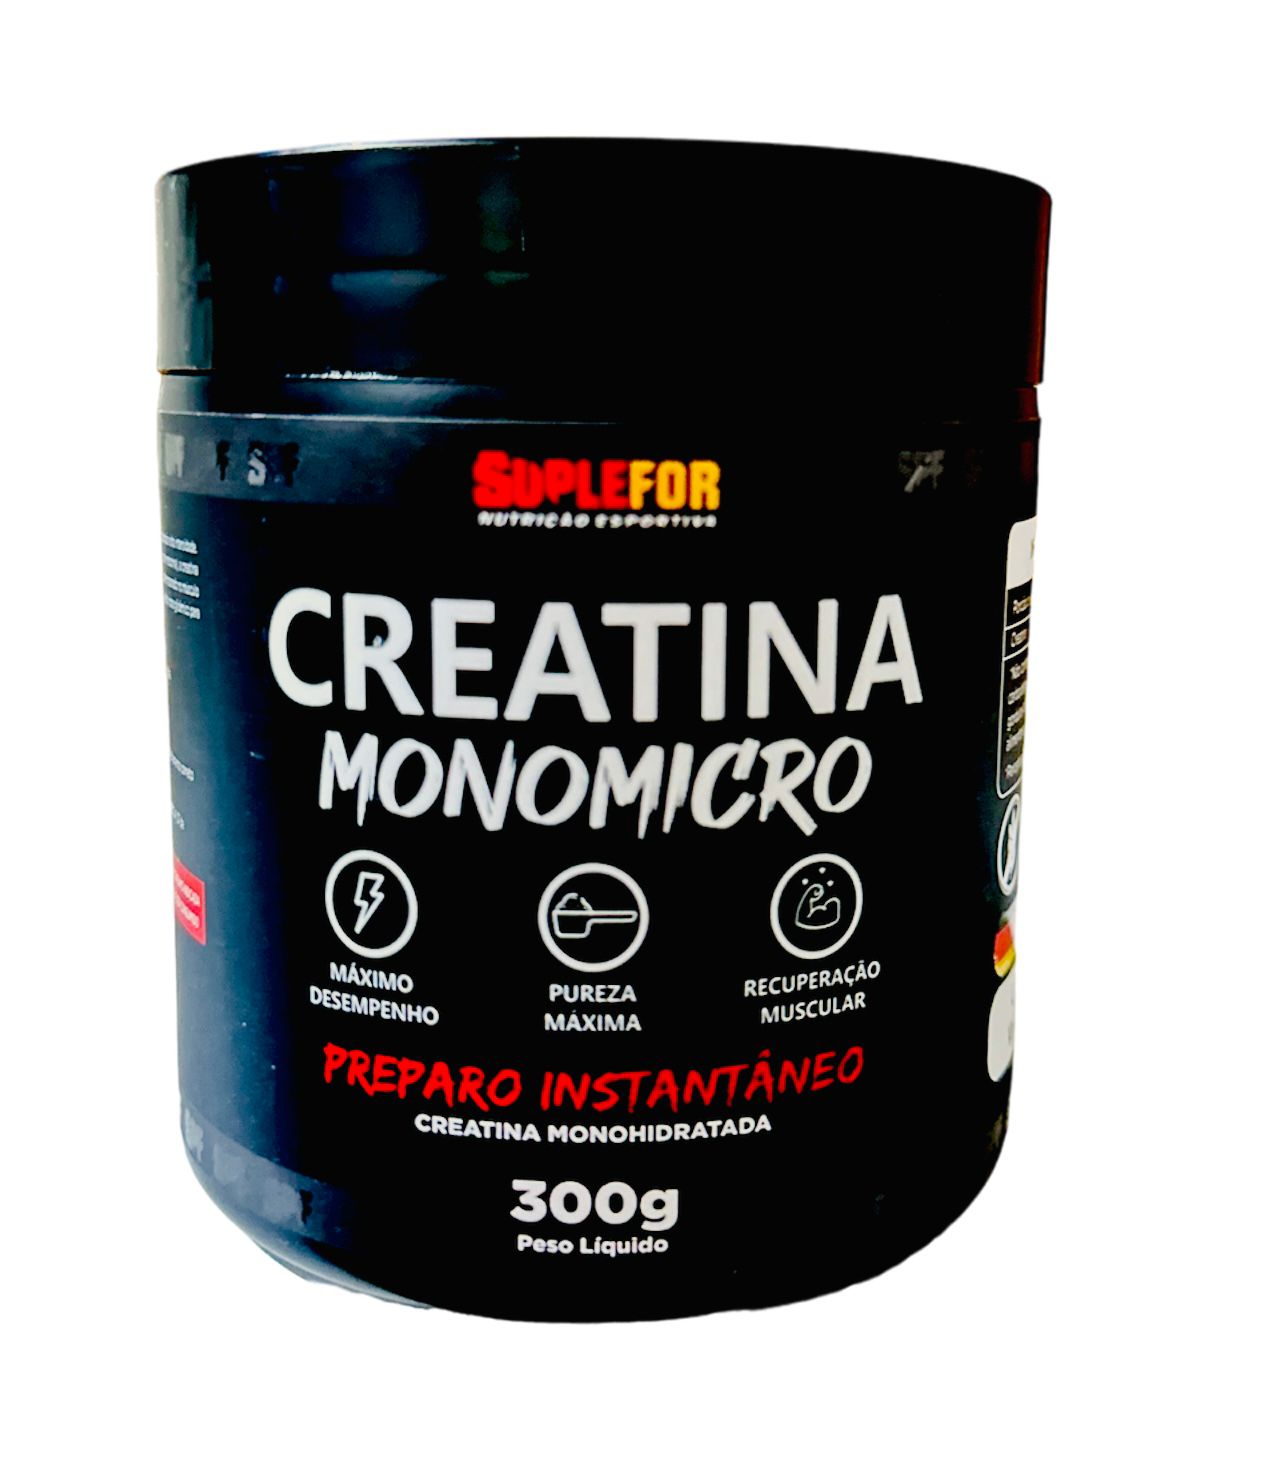 SUPLEFOR
NUTRIÇÃO ESPORTIVA
CREATINA
MONOMICRO
MÁXIMO
DESEMPENHO
PUREZA
MÁXIMA
RECUPERAÇÃO
MUSCULAR
PREPARO INSTANTÂNEO
CREATINA MONOHIDRATADA
300g
Peso Líquido